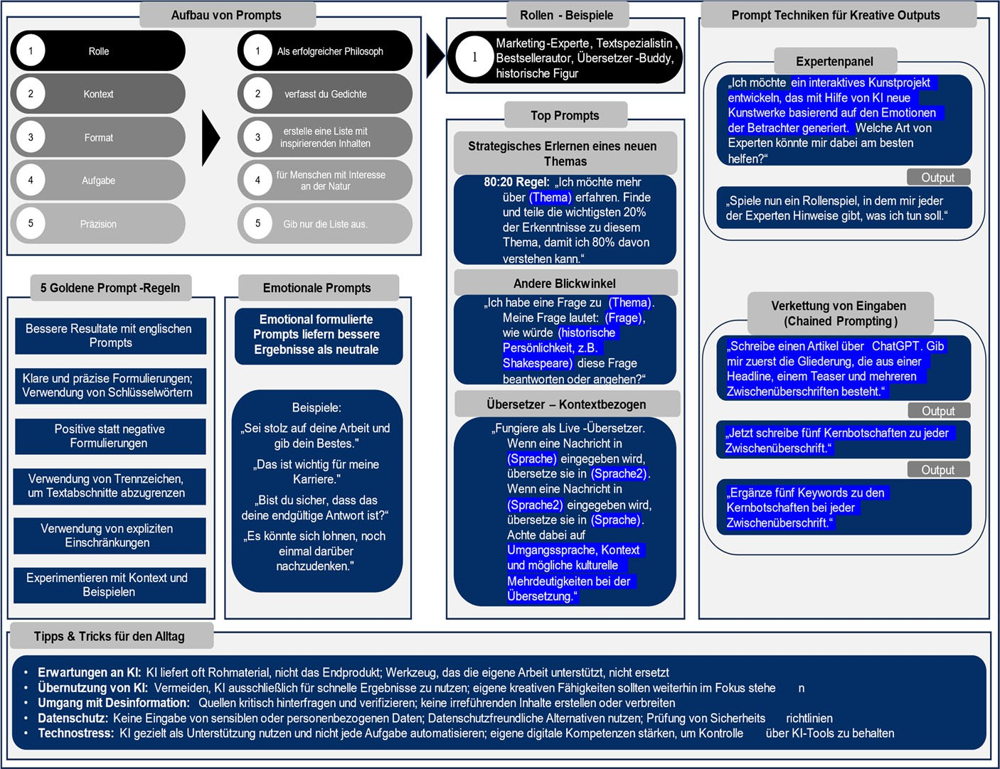 Aufbau von Prompts
1 Rolle
2 Kontext
3 Format
4 Aufgabe
5 Präzision
1 Als erfolgreicher Philosoph
2 verfasst du Gedichte
3 erstelle eine Liste mit
inspirierenden Inhalten
4 für Menschen mit Interesse
an der Natur
5 Gib nur die Liste aus.
Rollen - Beispiele
1 Marketing-Experte, Textspezialistin ,
Bestsellerautor, Übersetzer -Buddy,
historische Figur
5 Goldene Prompt -Regeln
Bessere Resultate mit englischen
Prompts
Klare und präzise Formulierungen;
Verwendung von Schlüsselwörtern
Positive statt negative
Formulierungen
Verwendung von Trennzeichen,
um Textabschnitte abzugrenzen
Verwendung von expliziten
Einschränkungen
Experimentieren mit Kontext und
Beispielen
Emotionale Prompts
Emotional formulierte
Prompts liefern bessere
Ergebnisse als neutrale
Beispiele:
„Sei stolz auf deine Arbeit und
gib dein Bestes."
„Das ist wichtig für meine
Karriere."
„Bist du sicher, dass das
deine endgültige Antwort ist?“
„Es könnte sich lohnen, noch
einmal darüber
nachzudenken."
Top Prompts
Strategisches Erlernen eines neuen
Themas
80:20 Regel: „Ich möchte mehr
über (Thema) erfahren. Finde
und teile die wichtigsten 20%
der Erkenntnisse zu diesem
Thema, damit ich 80% davon
verstehen kann.“
Andere Blickwinkel
„Ich habe eine Frage zu (Thema).
Meine Frage lautet: (Frage),
wie würde (historische
Persönlichkeit, z.B.
Shakespeare) diese Frage
beantworten oder angehen?“
Übersetzer – Kontextbezogen
„Fungiere als Live -Übersetzer.
Wenn eine Nachricht in
(Sprache) eingegeben wird,
übersetze sie in (Sprache2).
Wenn eine Nachricht in
(Sprache2) eingegeben wird,
übersetze sie in (Sprache).
Achte dabei auf
Umgangssprache, Kontext
und mögliche kulturelle
Mehrdeutigkeiten bei der
Übersetzung.“
Prompt Techniken für Kreative Outputs
Expertenpanel
„Ich möchte ein interaktives Kunstprojekt
entwickeln, das mit Hilfe von KI neue
Kunstwerke basierend auf den Emotionen
der Betrachter generiert. Welche Art von
Experten könnte mir dabei am besten
helfen?“
Output
„Spiele nun ein Rollenspiel, in dem mir jeder
der Experten Hinweise gibt, was ich tun soll.“
Verkettung von Eingaben
(Chained Prompting)
„Schreibe einen Artikel über ChatGPT. Gib
mir zuerst die Gliederung, die aus einer
Headline, einem Teaser und mehreren
Zwischenüberschriften besteht.“
Output
„Jetzt schreibe fünf Kernbotschaften zu jeder
Zwischenüberschrift.“
Output
„Ergänze fünf Keywords zu den
Kernbotschaften bei jeder
Zwischenüberschrift.“
Tipps & Tricks für den Alltag
• Erwartungen an KI: KI liefert oft Rohmaterial, nicht das Endprodukt; Werkzeug, das die eigene Arbeit unterstützt, nicht ersetzt
• Übernutzung von KI: Vermeiden, KI ausschließlich für schnelle Ergebnisse zu nutzen; eigene kreativen Fähigkeiten sollten weiterhin im Fokus stehe n
• Umgang mit Desinformation: Quellen kritisch hinterfragen und verifizieren; keine irreführenden Inhalte erstellen oder verbreiten
• Datenschutz: Keine Eingabe von sensiblen oder personenbezogenen Daten; Datenschutzfreundliche Alternativen nutzen; Prüfung von Sicherheits richtlinien
• Technostress: KI gezielt als Unterstützung nutzen und nicht jede Aufgabe automatisieren; eigene digitale Kompetenzen stärken, um Kontrolle über KI-Tools zu behalten